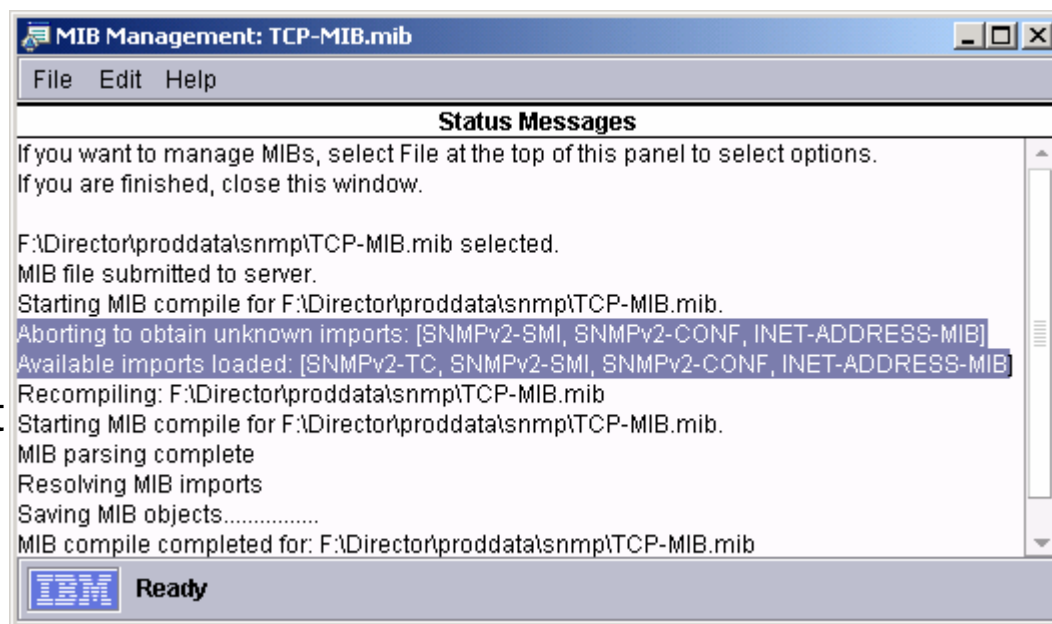 MIB Management: TCP-MIB.mib
File Edit Help
Status Messages
If you want to manage MIBs, select File at the top of this panel to select options.
If you are finished, close this window.
F:\Director\proddata\snmp\TCP-MIB.mib selected.
MIB file submitted to server.
Starting MIB compile for F:\Director\proddata\snmp\TCP-MIB.mib.
Aborting to obtain unknown imports: [SNMPv2-SMI, SNMPv2-CONF, INET-ADDRESS-MIB]
Available imports loaded: [SNMPv2-TC, SNMPv2-SMI, SNMPv2-CONF, INET-ADDRESS-MIB]
Recompiling: F:\Director\proddata\snmp\TCP-MIB.mib
Starting MIB compile for F:\Director\proddata\snmp\TCP-MIB.mib.
MIB parsing complete
Resolving MIB imports
Saving MIB objects................
MIB compile completed for: F:\Director\proddata\snmp\TCP-MIB.mib
IBM Ready